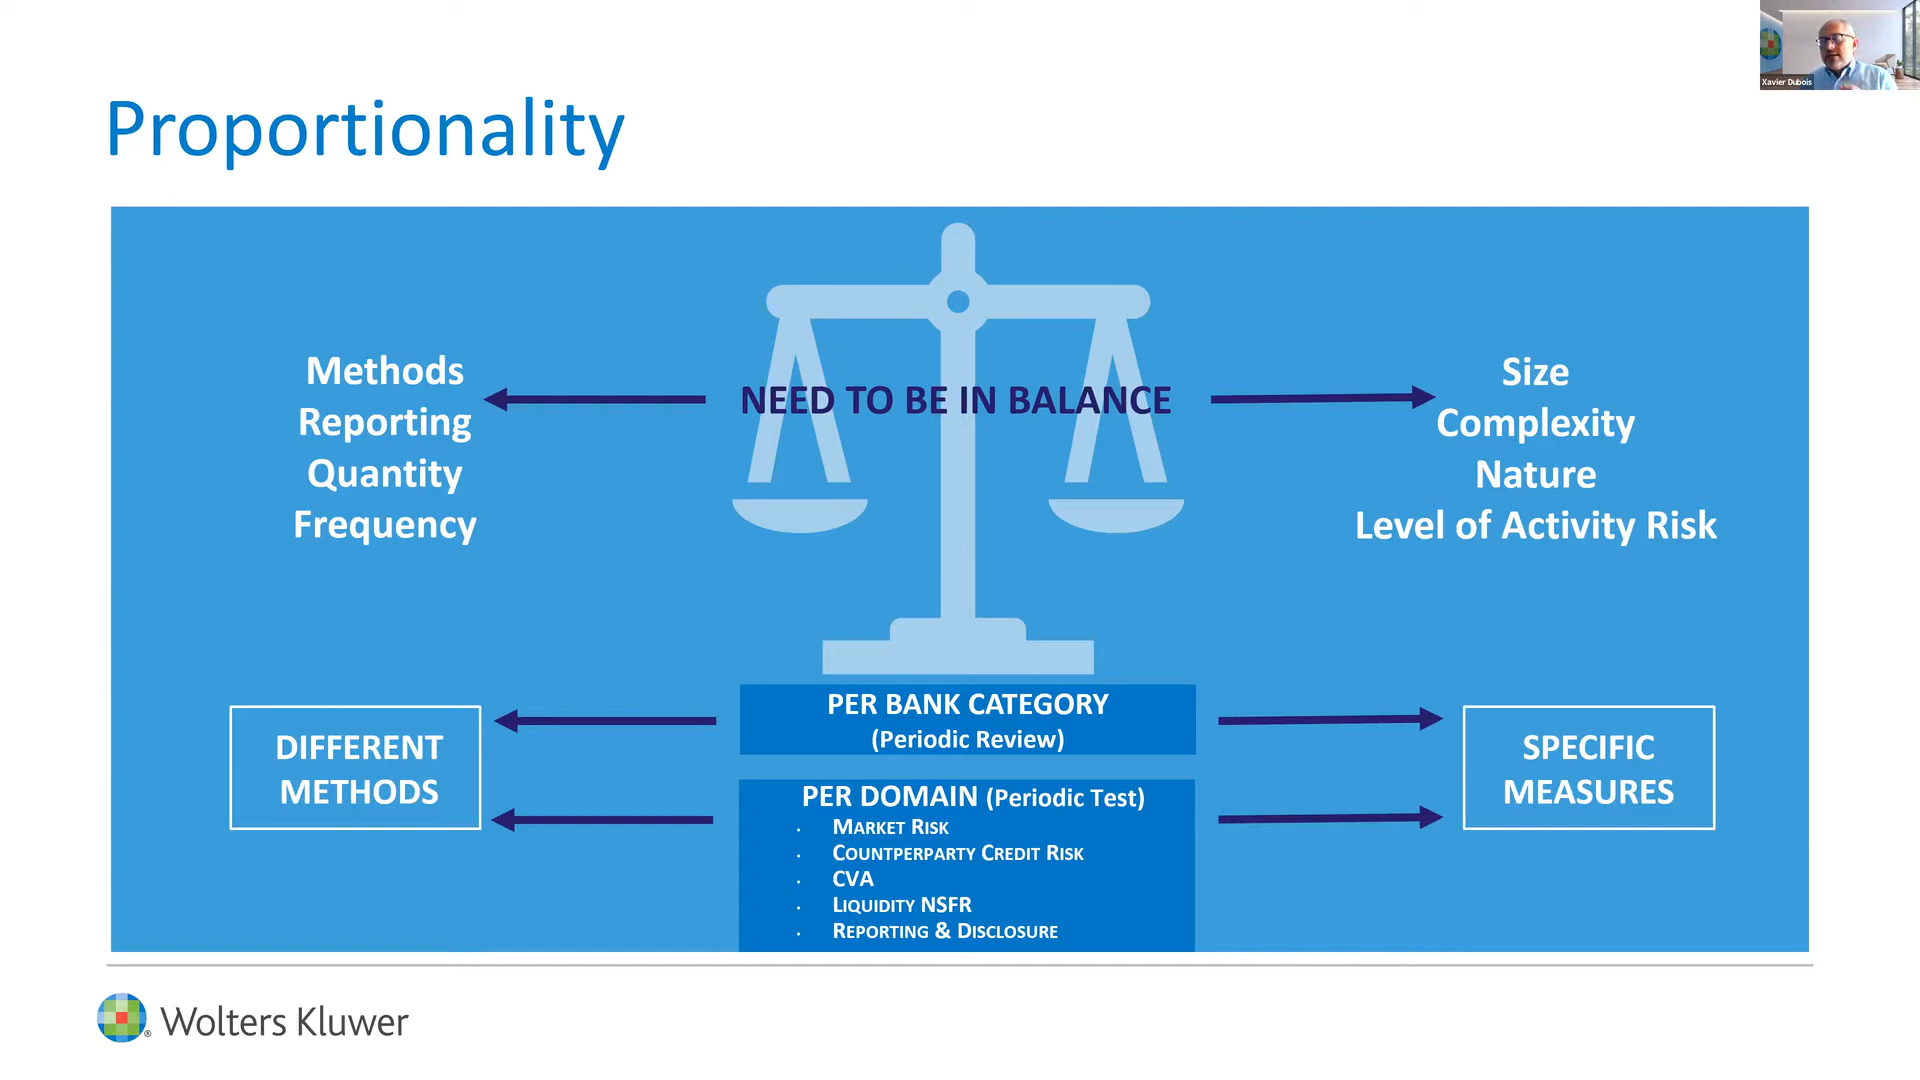 Xavier Dubois
Proportionality
Methods
Reporting
Quantity
Frequency
NEED TO BE IN BALANCE
Size
Complexity
Nature
Level of Activity Risk
DIFFERENT
METHODS
PER BANK CATEGORY
(Periodic Review)
PER DOMAIN (Periodic Test)
· MARKET RISK
· COUNTPERPARTY CREDIT RISK
· CVA
· LIQUIDITY NSFR
· REPORTING & DISCLOSURE
SPECIFIC
MEASURES
® Wolters Kluwer